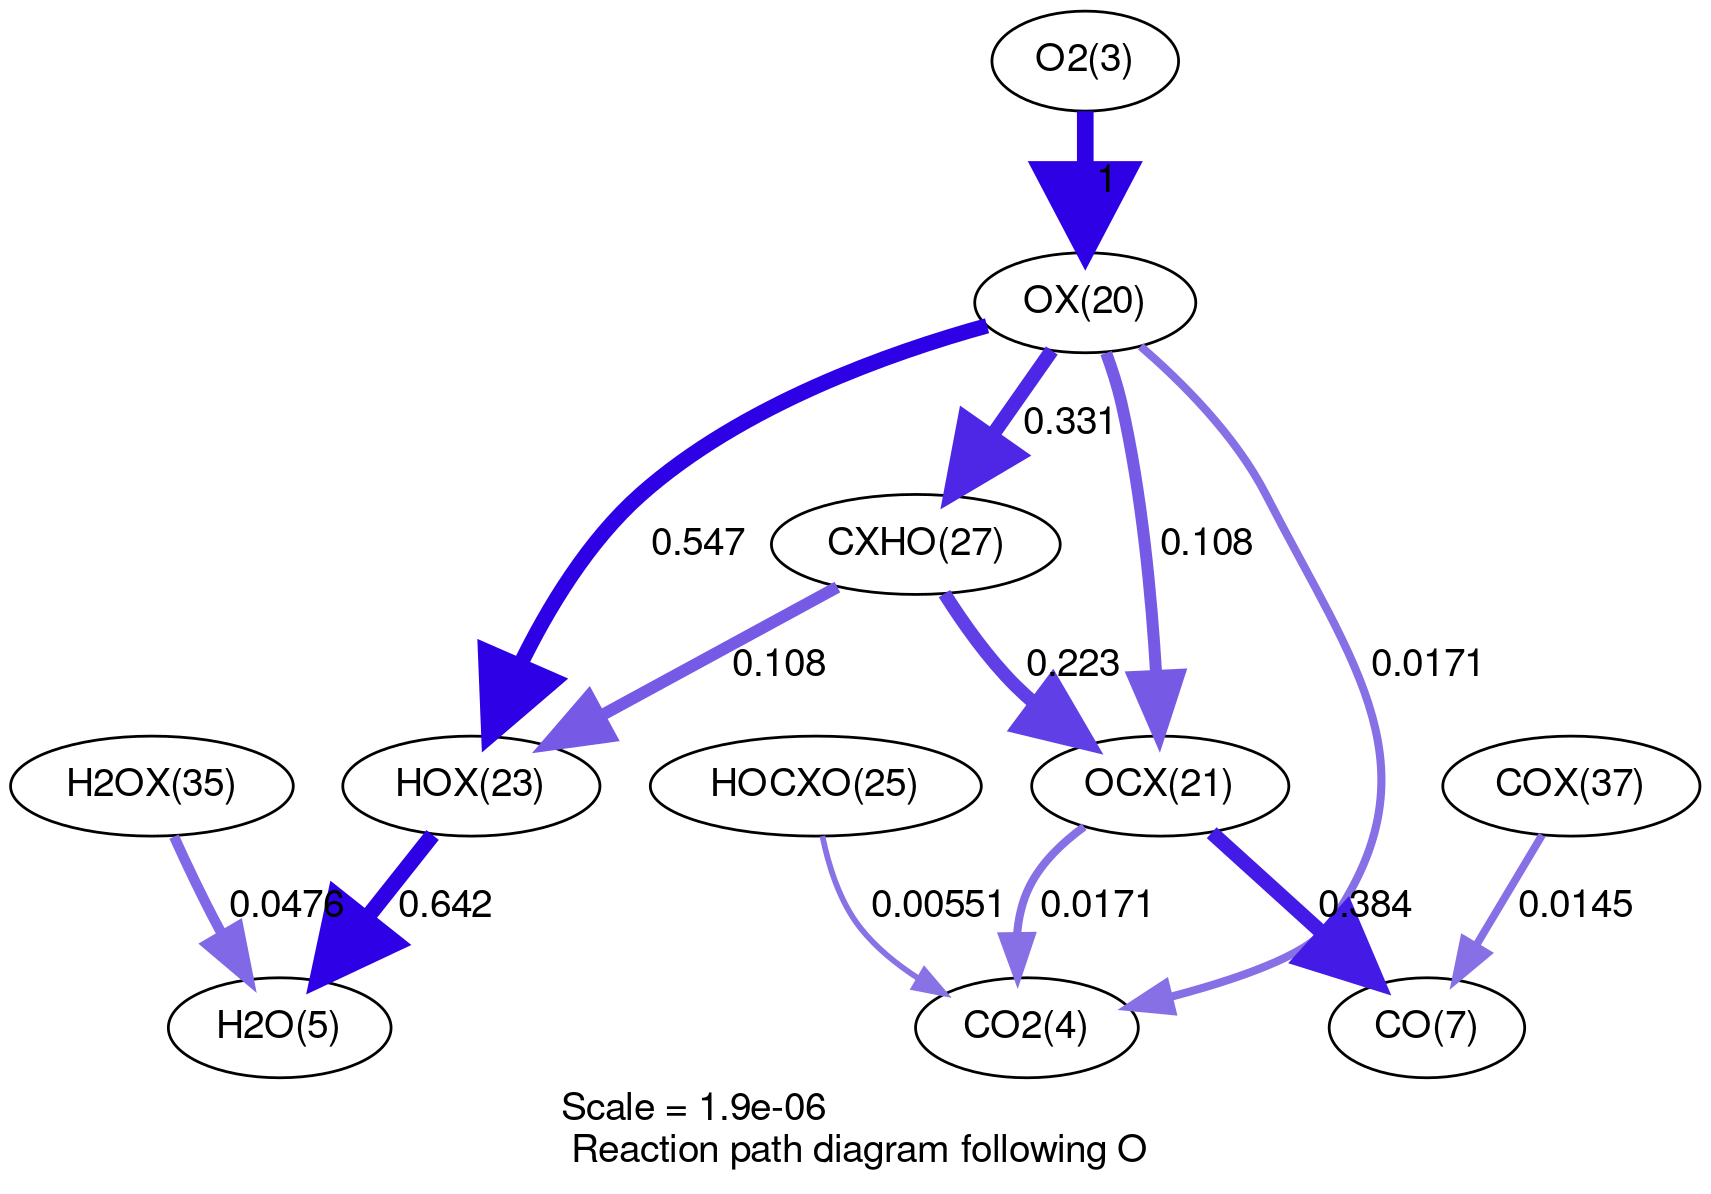 O2(3)
1
OX(20)
0.331
0.547
CXHO(27)
0.108
0.108
0.223
0.0171
H2OX(35)
HOX(23)
HOCXO(25)
OCX(21)
COX(37)
0.0476
0.642
0.00551
0.0171
0.384
0.0145
H2O(5)
CO2(4)
CO(7)
Scale = 1.9e-06
Reaction path diagram following O